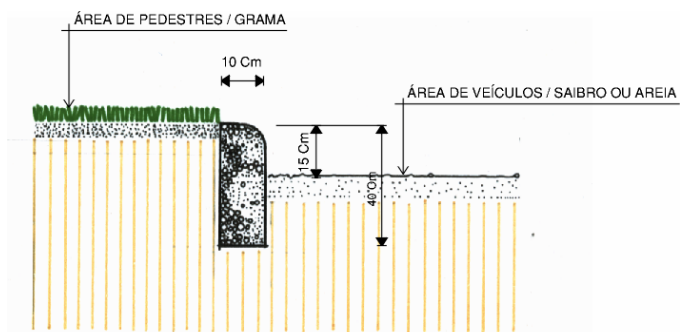 ÁREA DE PEDESTRES / GRAMA
10 Cm
ÁREA DE VEÍCULOS / SAIBRO OU AREIA
15 Cm
40 Cm